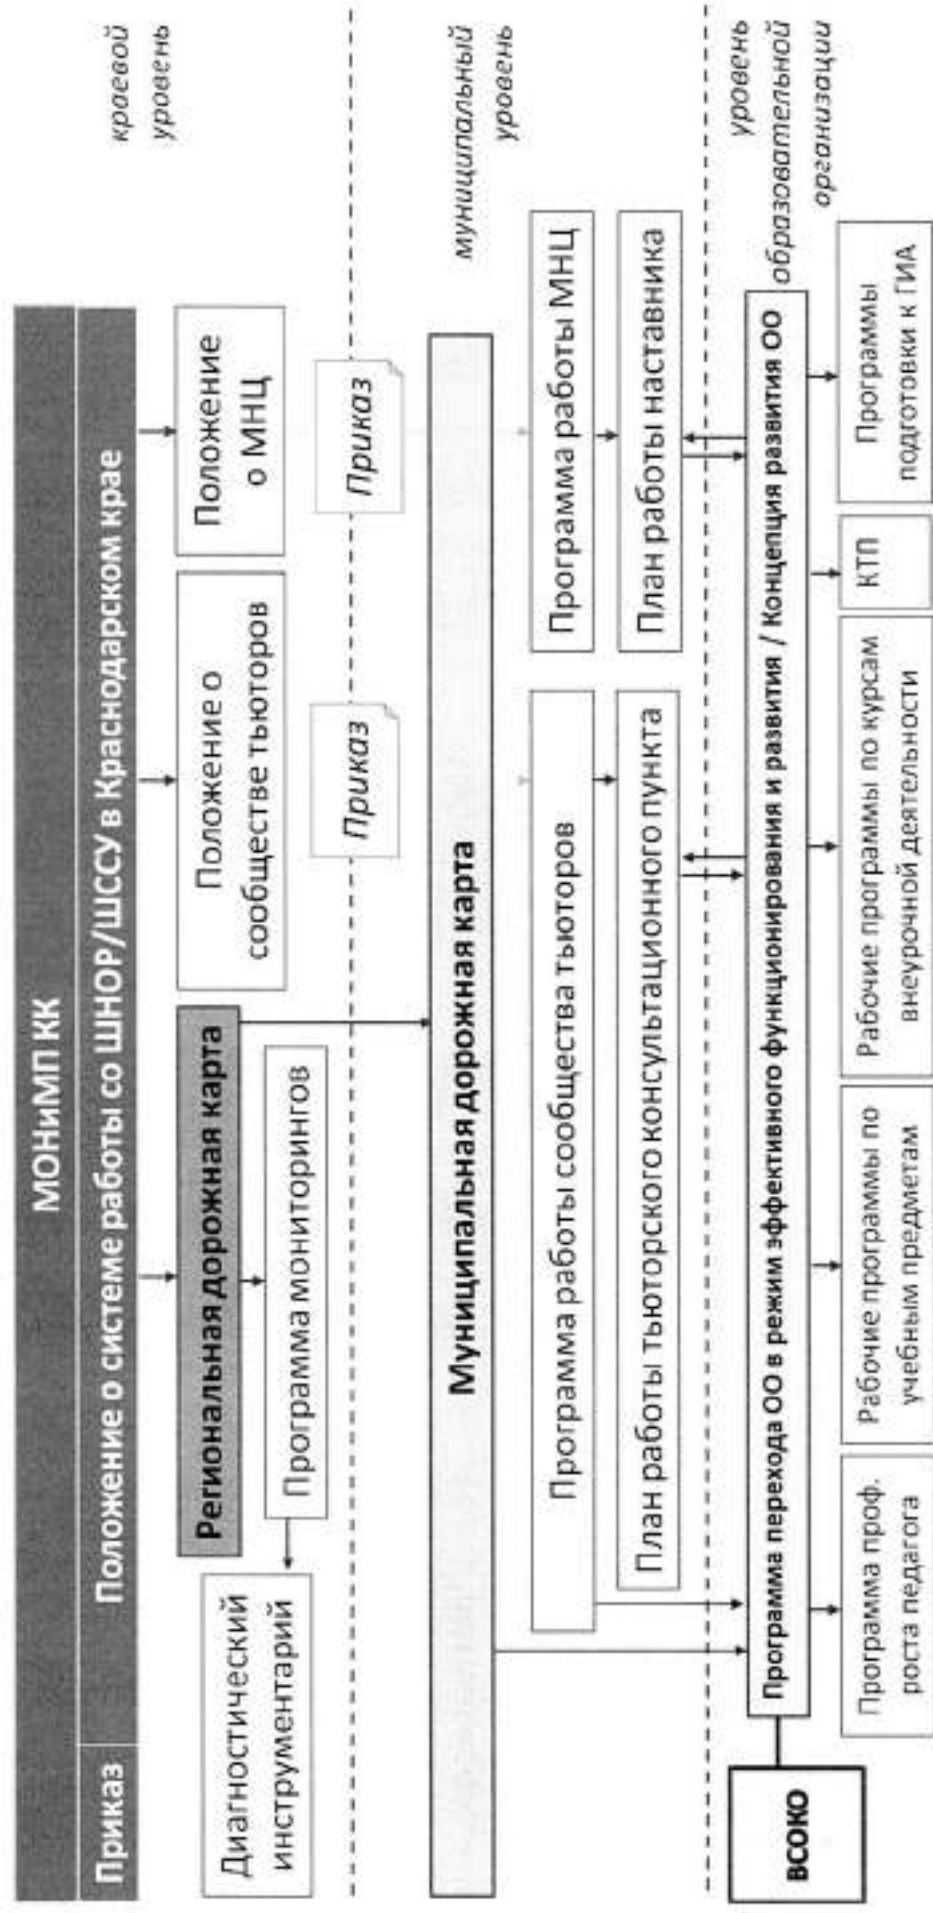 МОНиМП КК
Приказ
Положение о системе работы со ШНОР/ШССУ в Краснодарском крае
краевой
уровень
Региональная дорожная карта
Положение о
сообществе тьюторов
Положение
о МНЦ
Диагностический
инструментарий
Программа мониторингов
Приказ
Приказ
муниципальный
уровень
Муниципальная дорожная карта
Программа работы сообщества тьюторов
Программа работы МНЦ
План работы тьюторского консультационного пункта
План работы наставника
уровень
образовательной
организации
ВСОКО
Программа перехода ОО в режим эффективного функционирования и развития / Концепция развития ОО
Программа проф.
роста педагога
Рабочие программы по
учебным предметам
Рабочие программы по курсам
внеурочной деятельности
КТП
Программы
подготовки к ГИА